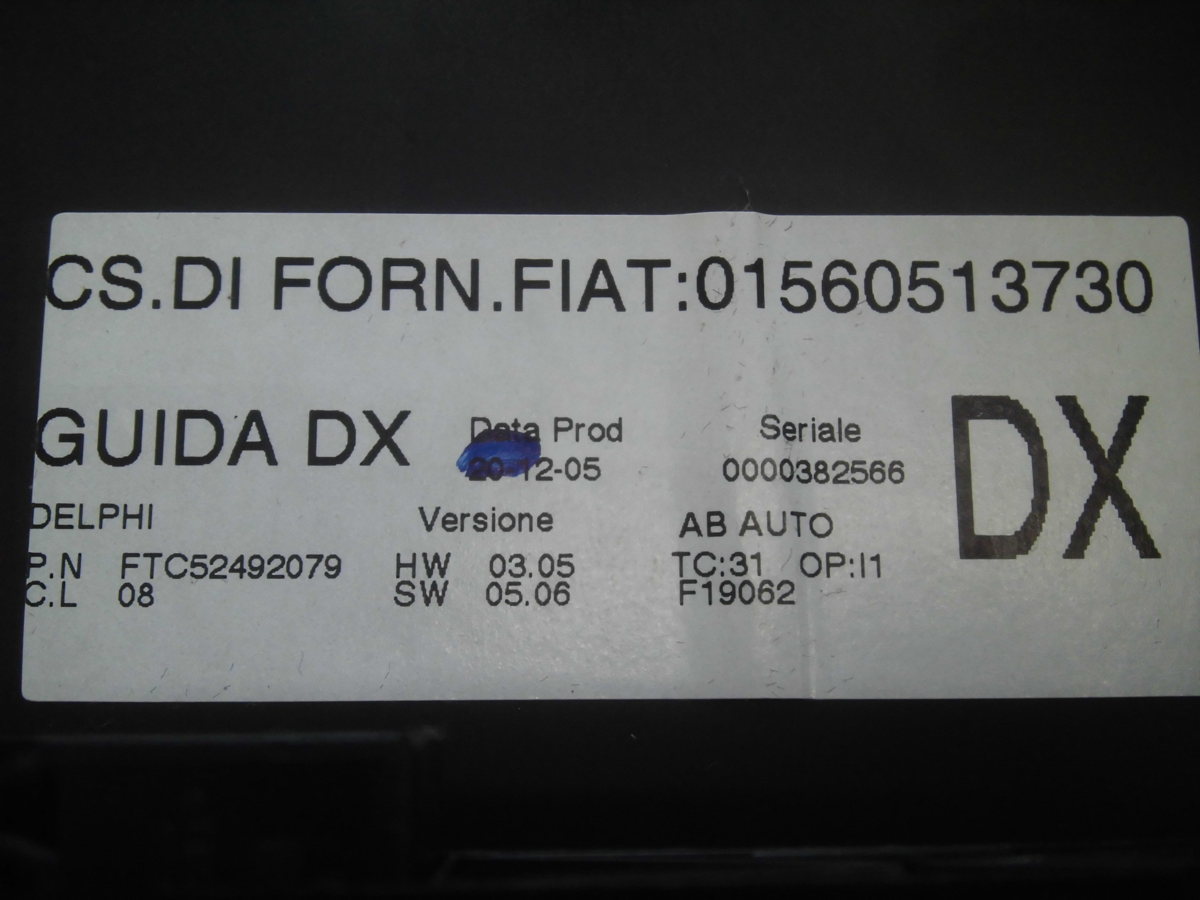 CS.DI FORN.FIAT:01560513730
GUIDA DX
Data Prod
20-12-05
Seriale
0000382566
DX
DELPHI
Versione
AB AUTO
P.N FTC52492079
HW 03.05
TC:31 OP:I1
C.L 08
SW 05.06
F19062